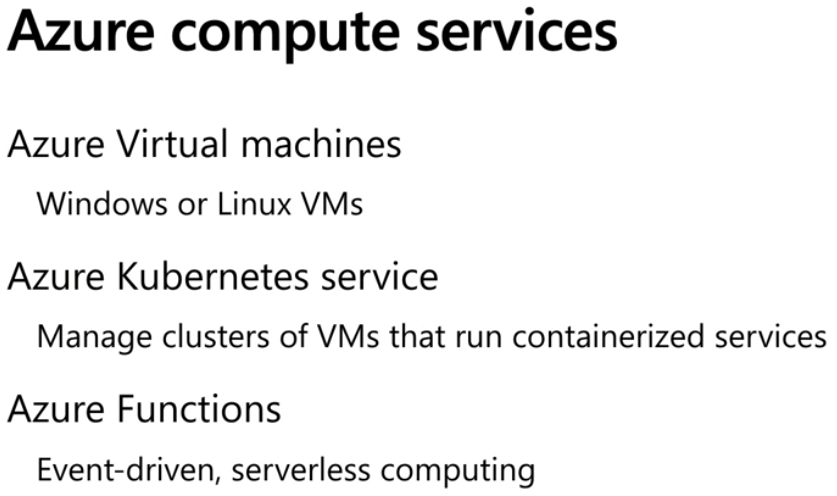 Azure compute services
Azure Virtual machines
Windows or Linux VMs
Azure Kubernetes service
Manage clusters of VMs that run containerized services
Azure Functions
Event-driven, serverless computing